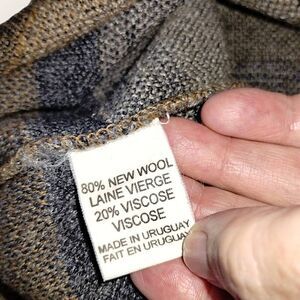 80% NEW WOOL
LAINE VIERGE
20% VISCOSE
VISCOSE
MADE IN URUGUAY
FAIT EN URUGUAY